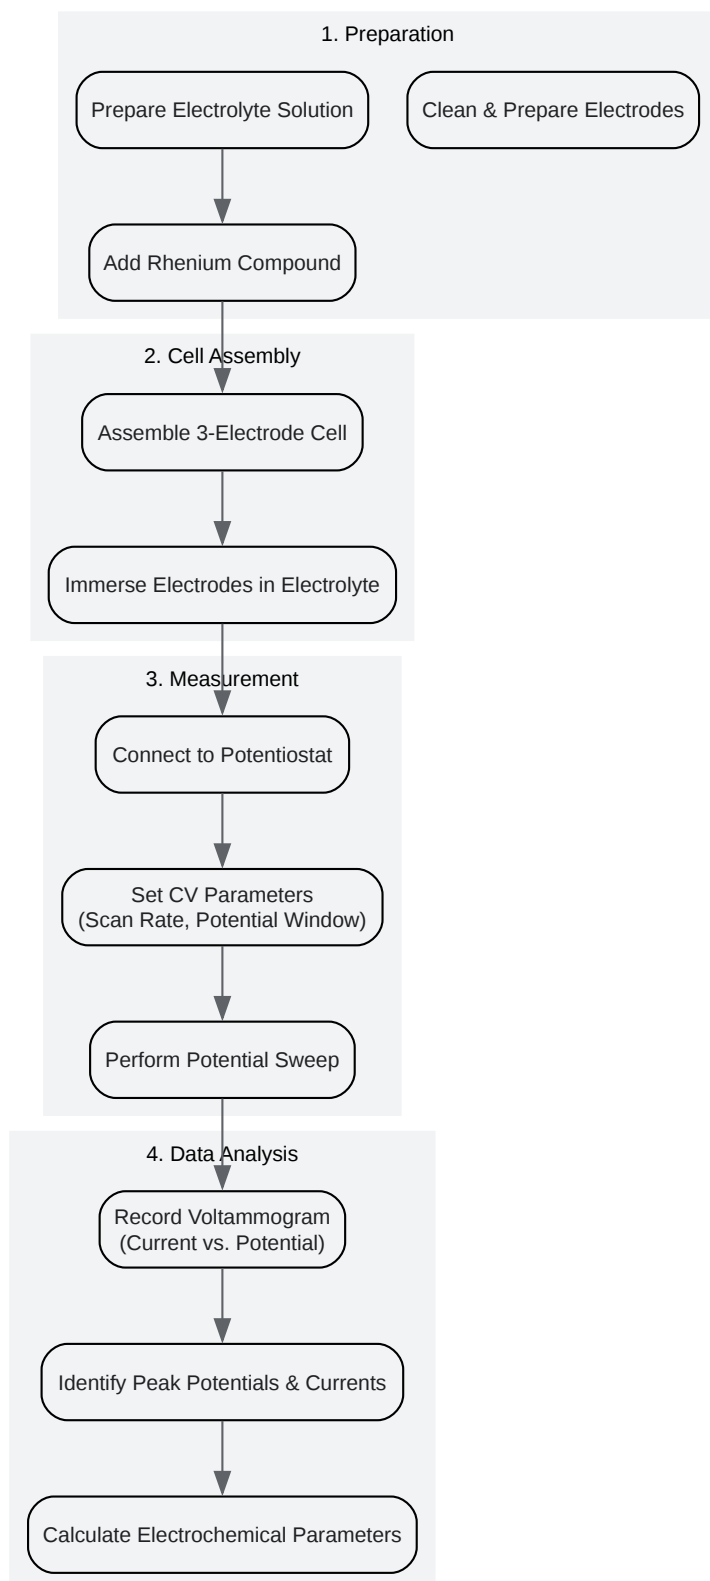 1. Preparation
Prepare Electrolyte Solution
Clean & Prepare Electrodes
Add Rhenium Compound
2. Cell Assembly
Assemble 3-Electrode Cell
Immerse Electrodes in Electrolyte
3. Measurement
Connect to Potentiostat
Set CV Parameters
(Scan Rate, Potential Window)
Perform Potential Sweep
4. Data Analysis
Record Voltammogram
(Current vs. Potential)
Identify Peak Potentials & Currents
Calculate Electrochemical Parameters